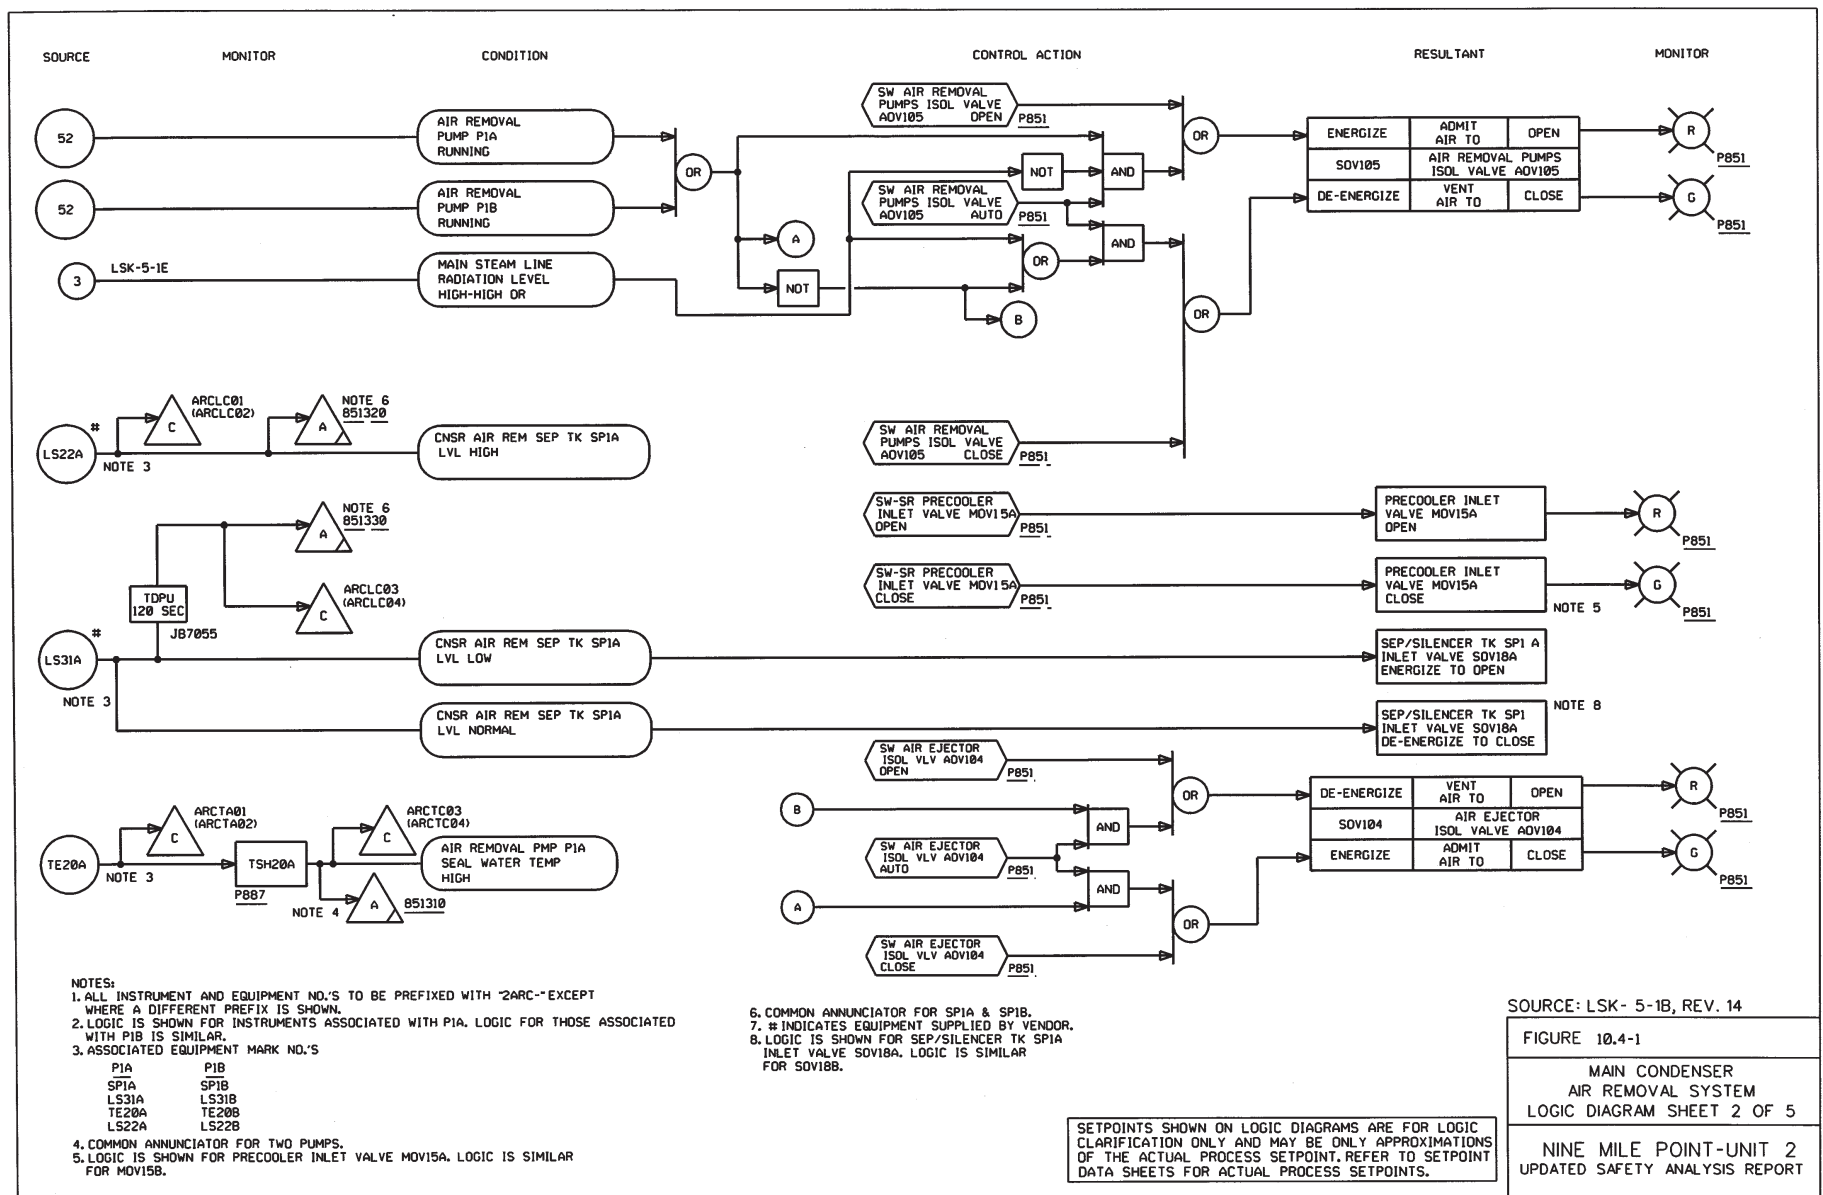 SOURCE
MONITOR
CONDITION
CONTROL ACTION
RESULTANT
MONITOR
52
AIR REMOVAL
PUMP P1A
RUNNING
52
AIR REMOVAL
PUMP P1B
RUNNING
3
LSK-5-1E
MAIN STEAM LINE
RADIATION LEVEL
HIGH-HIGH OR
OR
A
NOT
B
SW AIR REMOVAL
PUMPS ISOL VALVE
AOV105 OPEN
P851
NOT
AND
OR
SW AIR REMOVAL
PUMPS ISOL VALVE
AOV105 AUTO
P851
OR
AND
OR
SW AIR REMOVAL
PUMPS ISOL VALVE
AOV105 CLOSE
P851
ENERGIZE
ADMIT
AIR TO
OPEN
SOV105
AIR REMOVAL PUMPS
ISOL VALVE AOV105
DE-ENERGIZE
VENT
AIR TO
CLOSE
R
P851
G
P851
LS22A
#
NOTE 3
C
ARCLC01
(ARCLC02)
A
NOTE 6
851320
CNSR AIR REM SEP TK SP1A
LVL HIGH
A
NOTE 6
851330
C
ARCLC03
(ARCLC04)
TDPU
120 SEC
JB7055
LS31A
#
NOTE 3
CNSR AIR REM SEP TK SP1A
LVL LOW
CNSR AIR REM SEP TK SP1A
LVL NORMAL
SW-SR PRECOOLER
INLET VALVE MOV15A
OPEN
P851
PRECOOLER INLET
VALVE MOV15A
OPEN
R
P851
SW-SR PRECOOLER
INLET VALVE MOV15A
CLOSE
P851
PRECOOLER INLET
VALVE MOV15A
CLOSE
NOTE 5
G
P851
SEP/SILENCER TK SP1 A
INLET VALVE SOV18A
ENERGIZE TO OPEN
SEP/SILENCER TK SP1
INLET VALVE SOV18A
DE-ENERGIZE TO CLOSE
NOTE 8
TE20A
NOTE 3
C
ARCTA01
(ARCTA02)
TSH20A
P887
C
ARCTC03
(ARCTC04)
NOTE 4
A
851310
AIR REMOVAL PMP P1A
SEAL WATER TEMP
HIGH
SW AIR EJECTOR
ISOL VLV AOV104
OPEN
P851
B
AND
OR
SW AIR EJECTOR
ISOL VLV AOV104
AUTO
P851
A
AND
OR
SW AIR EJECTOR
ISOL VLV AOV104
CLOSE
P851
DE-ENERGIZE
VENT
AIR TO
OPEN
SOV104
AIR EJECTOR
ISOL VALVE AOV104
ENERGIZE
ADMIT
AIR TO
CLOSE
R
P851
G
P851
NOTES:
1. ALL INSTRUMENT AND EQUIPMENT NO.'S TO BE PREFIXED WITH "2ARC-" EXCEPT
WHERE A DIFFERENT PREFIX IS SHOWN.
2. LOGIC IS SHOWN FOR INSTRUMENTS ASSOCIATED WITH P1A. LOGIC FOR THOSE ASSOCIATED
WITH P1B IS SIMILAR.
3. ASSOCIATED EQUIPMENT MARK NO.'S
P1A P1B
SP1A SP1B
LS31A LS31B
TE20A TE20B
LS22A LS22B
4. COMMON ANNUNCIATOR FOR TWO PUMPS.
5. LOGIC IS SHOWN FOR PRECOOLER INLET VALVE MOV15A. LOGIC IS SIMILAR
FOR MOV15B.
6. COMMON ANNUNCIATOR FOR SP1A & SP1B.
7. # INDICATES EQUIPMENT SUPPLIED BY VENDOR.
8. LOGIC IS SHOWN FOR SEP/SILENCER TK SP1A
INLET VALVE SOV18A. LOGIC IS SIMILAR
FOR SOV18B.
SETPOINTS SHOWN ON LOGIC DIAGRAMS ARE FOR LOGIC
CLARIFICATION ONLY AND MAY BE ONLY APPROXIMATIONS
OF THE ACTUAL PROCESS SETPOINT. REFER TO SETPOINT
DATA SHEETS FOR ACTUAL PROCESS SETPOINTS.
SOURCE: LSK- 5-1B, REV. 14
FIGURE 10.4-1
MAIN CONDENSER
AIR REMOVAL SYSTEM
LOGIC DIAGRAM SHEET 2 OF 5
NINE MILE POINT-UNIT 2
UPDATED SAFETY ANALYSIS REPORT